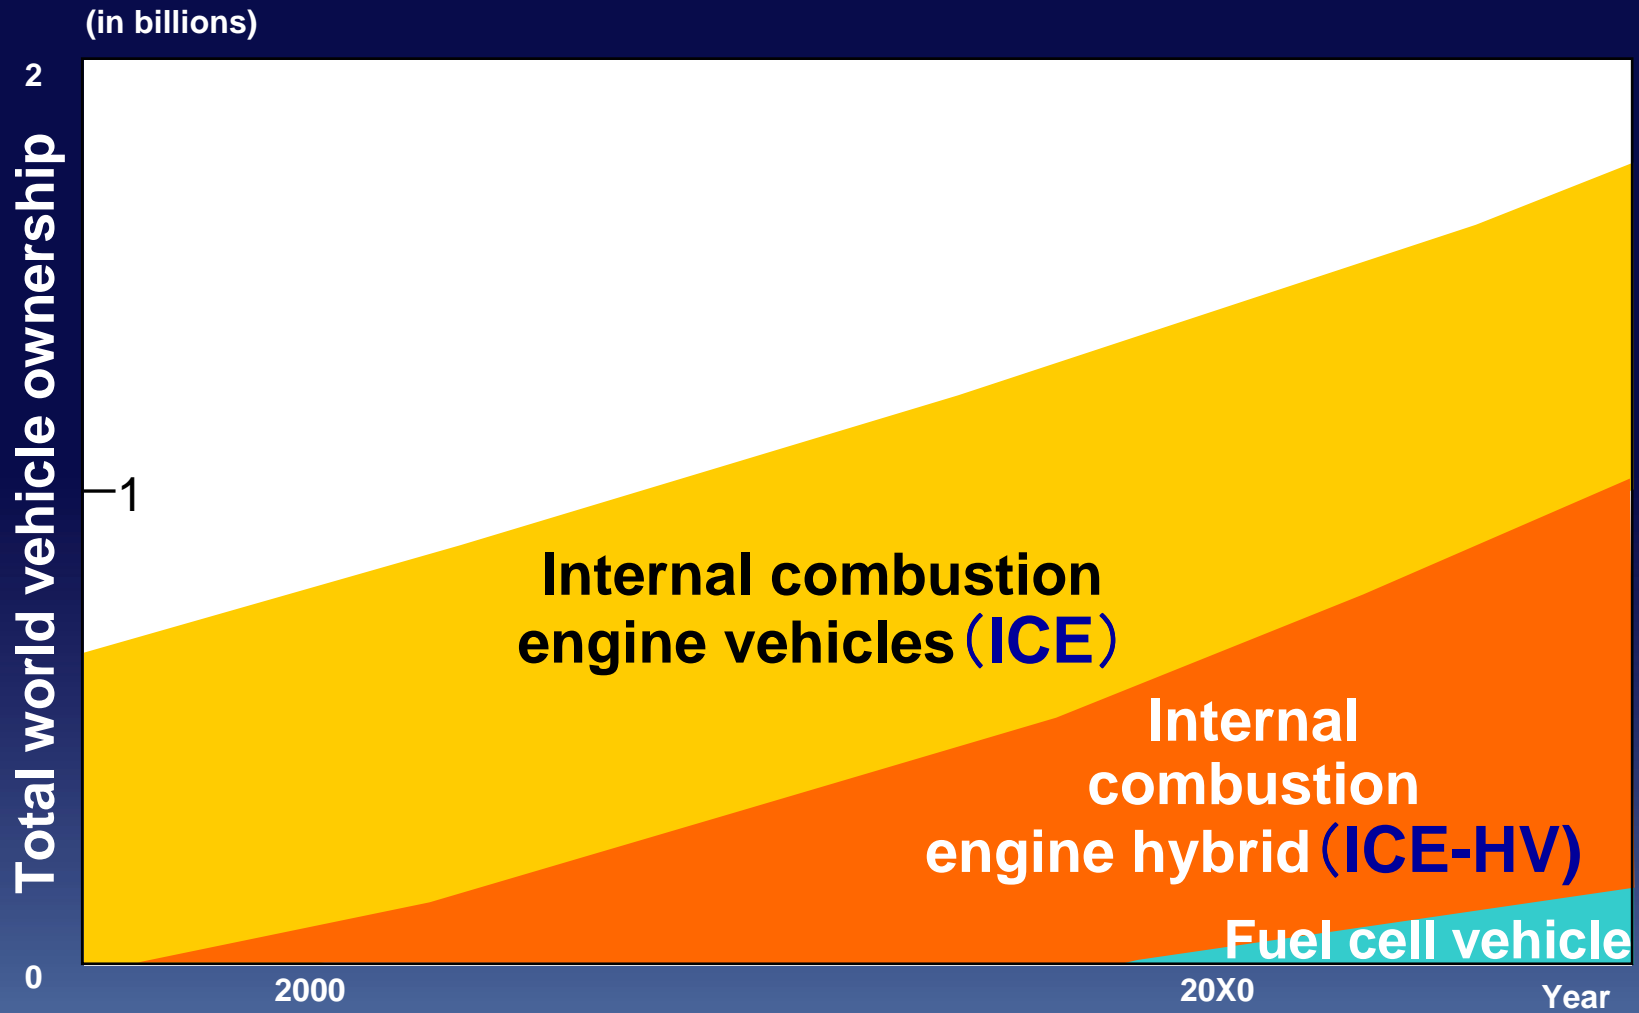 (in billions)
2
Total world vehicle ownership
1
Internal combustion
engine vehicles（ICE）
Internal
combustion
engine hybrid（ICE-HV)
Fuel cell vehicle
0
2000
20X0
Year